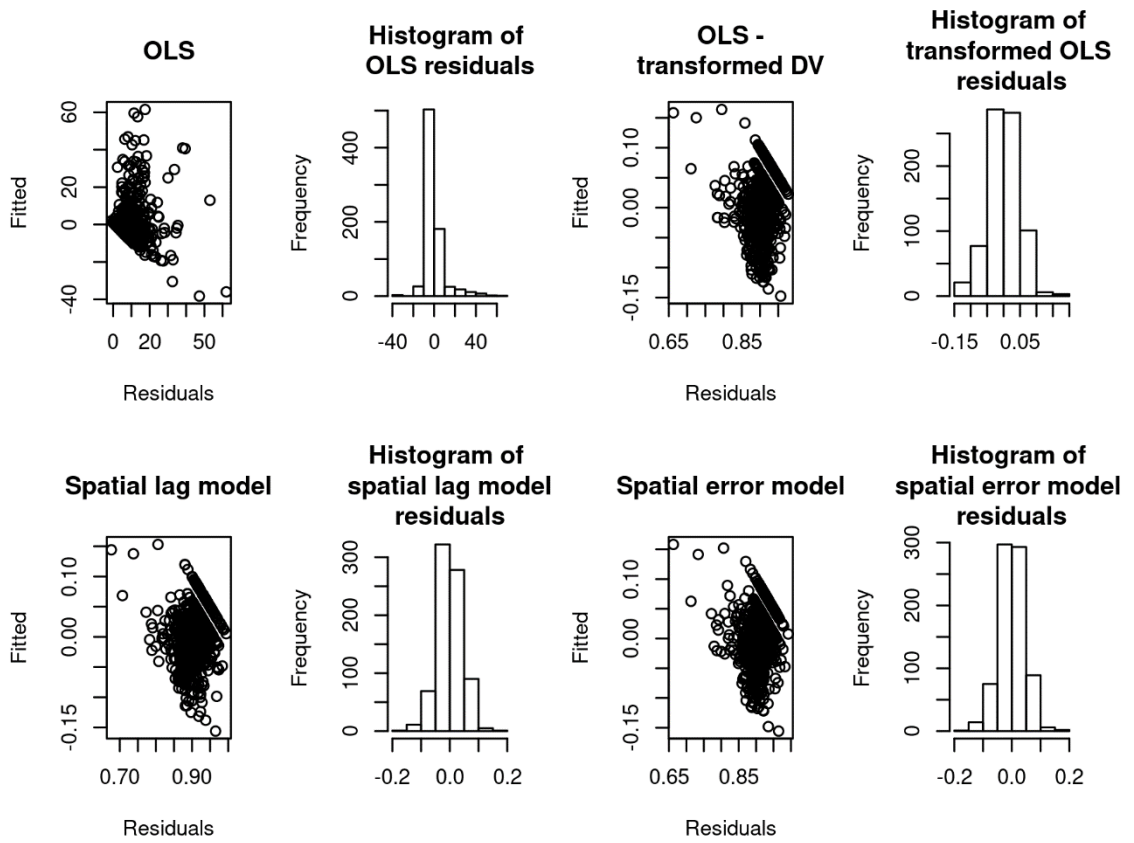 OLS
Fitted
60
20
0
-40
0 20 50
Residuals
Histogram of
OLS residuals
Frequency
400
200
0
-40 0 40
OLS -
transformed DV
Fitted
0.10
0.00
-0.15
0.65 0.85
Residuals
Histogram of
transformed OLS
residuals
Frequency
200
100
0
-0.15 0.05
Spatial lag model
Fitted
0.10
0.00
-0.15
0.70 0.90
Residuals
Histogram of
spatial lag model
residuals
Frequency
300
200
100
0
-0.2 0.0 0.2
Spatial error model
Fitted
0.10
0.00
-0.15
0.65 0.85
Residuals
Histogram of
spatial error model
residuals
Frequency
300
200
100
0
-0.2 0.0 0.2